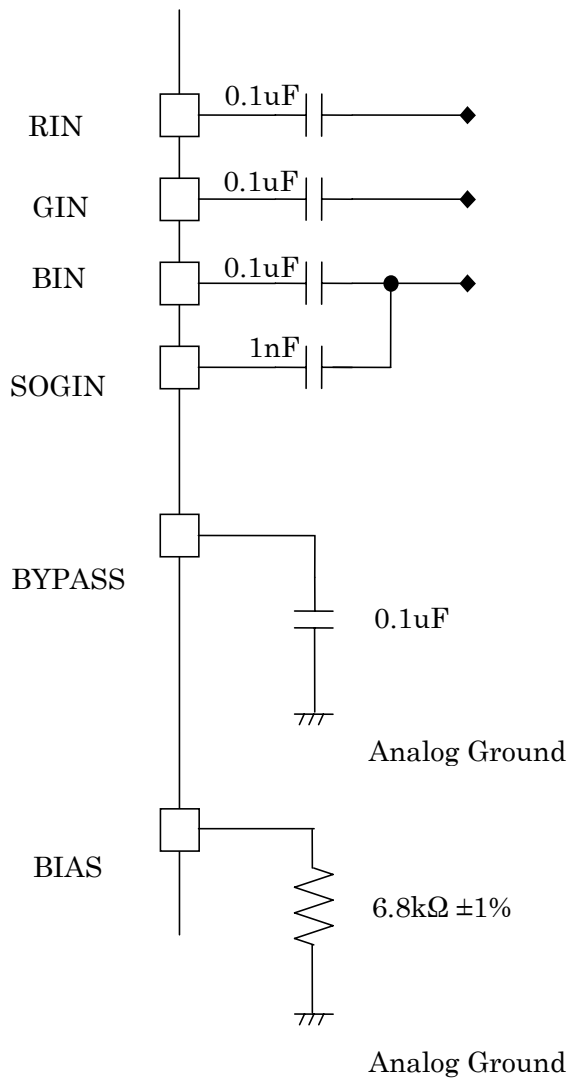 0.1uF
RIN
0.1uF
GIN
0.1uF
BIN
1nF
SOGIN
BYPASS
0.1uF
Analog Ground
BIAS
6.8kΩ ±1%
Analog Ground